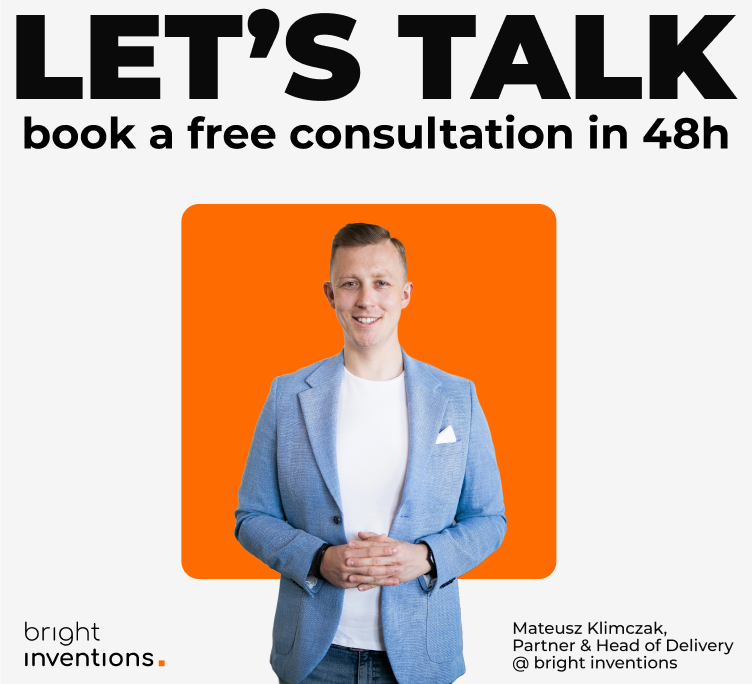 LET'S TALK
book a free consultation in 48h
bright
inventions.
Mateusz Klimczak,
Partner & Head of Delivery
@ bright inventions